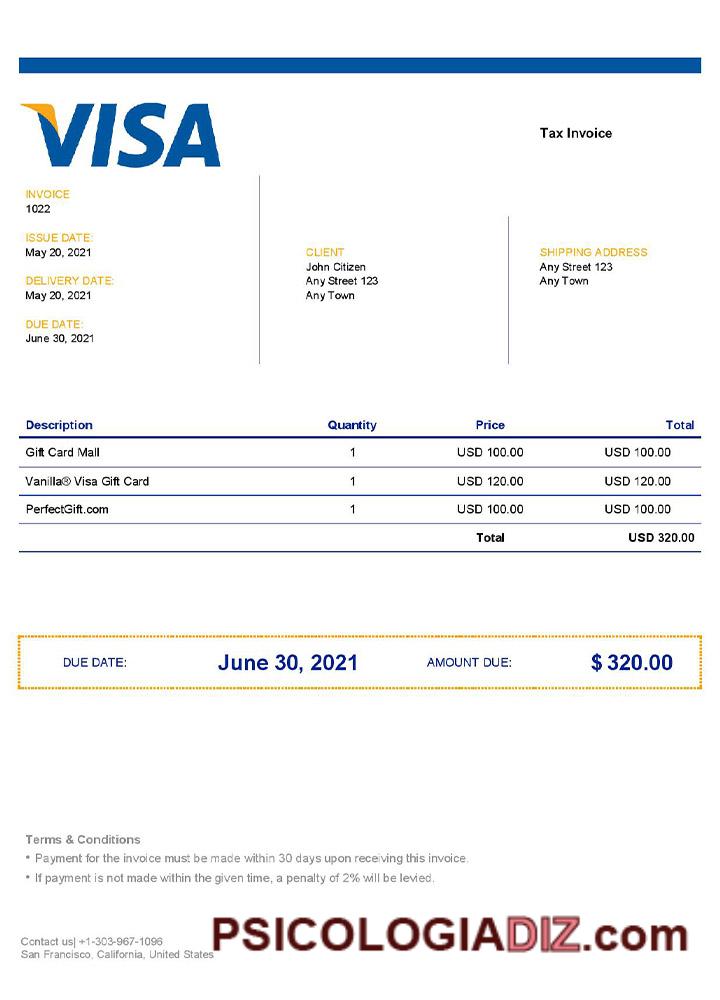 VISA
Tax Invoice
INVOICE
1022
ISSUE DATE:
May 20, 2021
DELIVERY DATE:
May 20, 2021
DUE DATE:
June 30, 2021
CLIENT
John Citizen
Any Street 123
Any Town
SHIPPING ADDRESS
Any Street 123
Any Town
Description Quantity Price Total
Gift Card Mall 1 USD 100.00 USD 100.00
Vanilla® Visa Gift Card 1 USD 120.00 USD 120.00
PerfectGift.com 1 USD 100.00 USD 100.00
Total USD 320.00
DUE DATE: June 30, 2021 AMOUNT DUE: $ 320.00
Terms & Conditions
• Payment for the invoice must be made within 30 days upon receiving this invoice.
• If payment is not made within the given time, a penalty of 2% will be levied.
Contact us| +1-303-967-1096
San Francisco, California, United States
PSICOLOGIADIZ.com